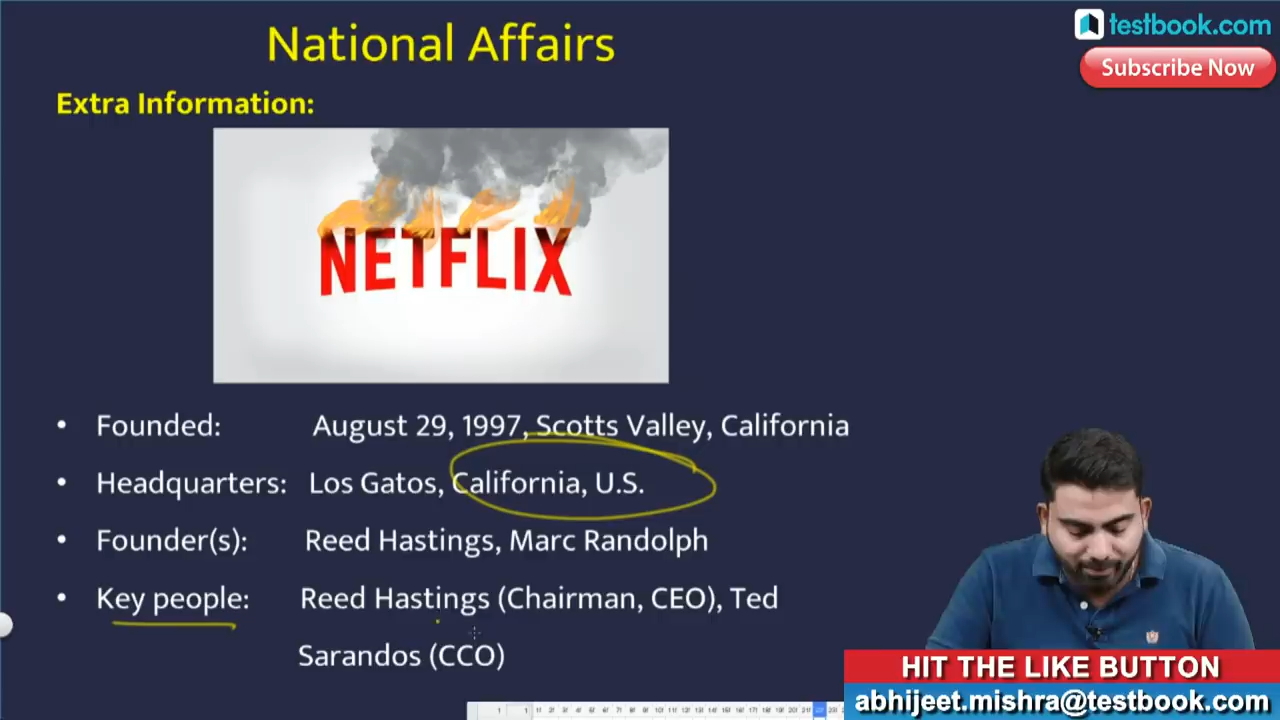 National Affairs
testbook.com
Subscribe Now
Extra Information:
NETFLIX
• Founded: August 29, 1997, Scotts Valley, California
• Headquarters: Los Gatos, California, U.S.
• Founder(s): Reed Hastings, Marc Randolph
• Key people: Reed Hastings (Chairman, CEO), Ted
Sarandos (CCO)
HIT THE LIKE BUTTON
abhijeet.mishra@testbook.com